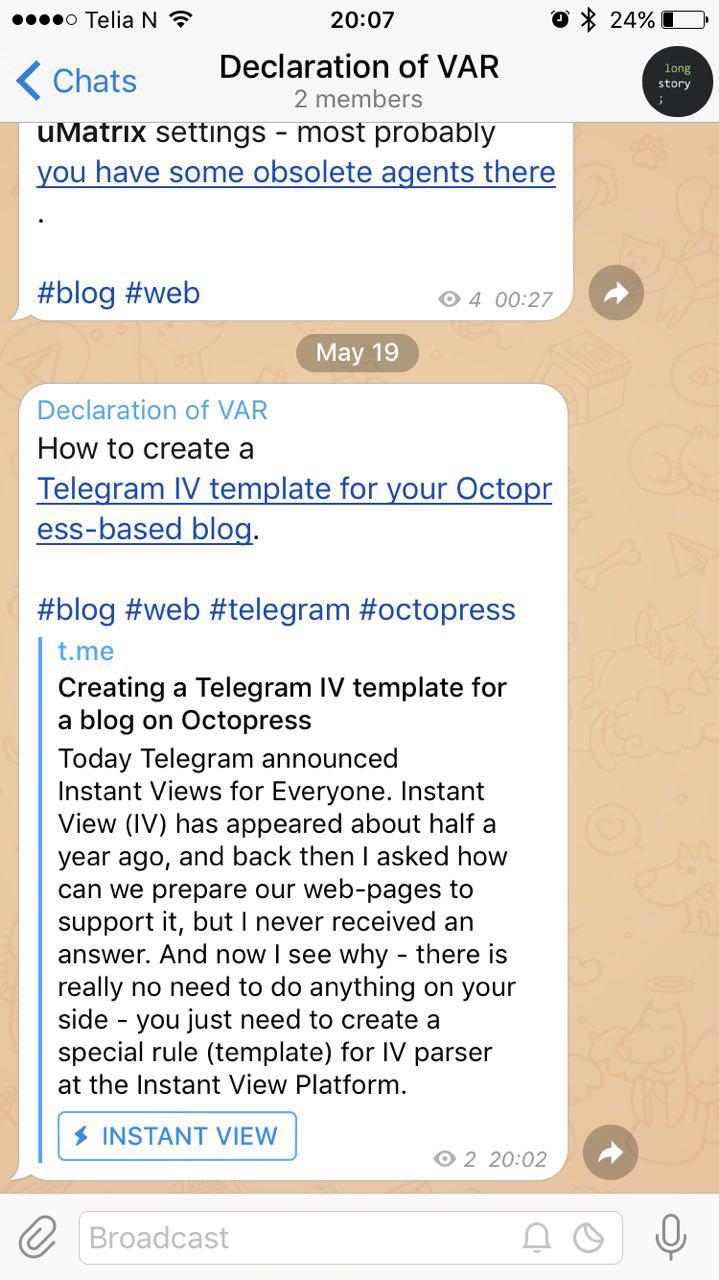 Telia N 20:07 24%
Chats Declaration of VAR long
2 members story
;
uMatrix settings - most probably
you have some obsolete agents there
.
#blog #web 4 00:27
May 19
Declaration of VAR
How to create a
Telegram IV template for your Octopr
ess-based blog.
#blog #web #telegram #octopress
t.me
Creating a Telegram IV template for
a blog on Octopress
Today Telegram announced
Instant Views for Everyone. Instant
View (IV) has appeared about half a
year ago, and back then I asked how
can we prepare our web-pages to
support it, but I never received an
answer. And now I see why - there is
really no need to do anything on your
side - you just need to create a
special rule (template) for IV parser
at the Instant View Platform.
INSTANT VIEW
2 20:02
Broadcast